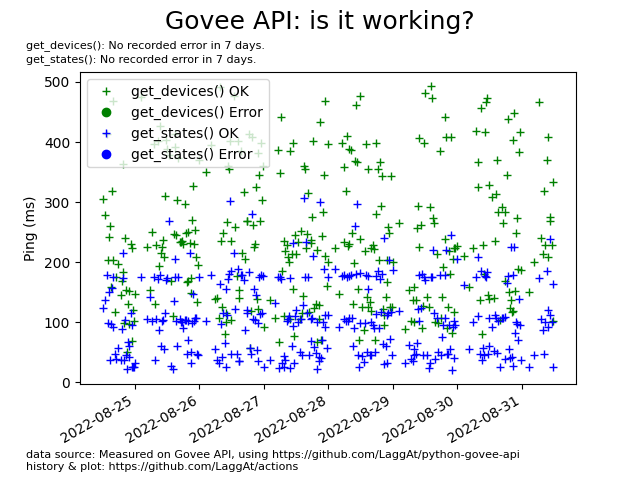 Govee API: is it working?
get_devices(): No recorded error in 7 days.
get_states(): No recorded error in 7 days.
get_devices() OK
get_devices() Error
get_states() OK
get_states() Error
Ping (ms)
500
400
300
200
100
0
2022-08-25
2022-08-26
2022-08-27
2022-08-28
2022-08-29
2022-08-30
2022-08-31
data source: Measured on Govee API, using https://github.com/LaggAt/python-govee-api
history & plot: https://github.com/LaggAt/actions